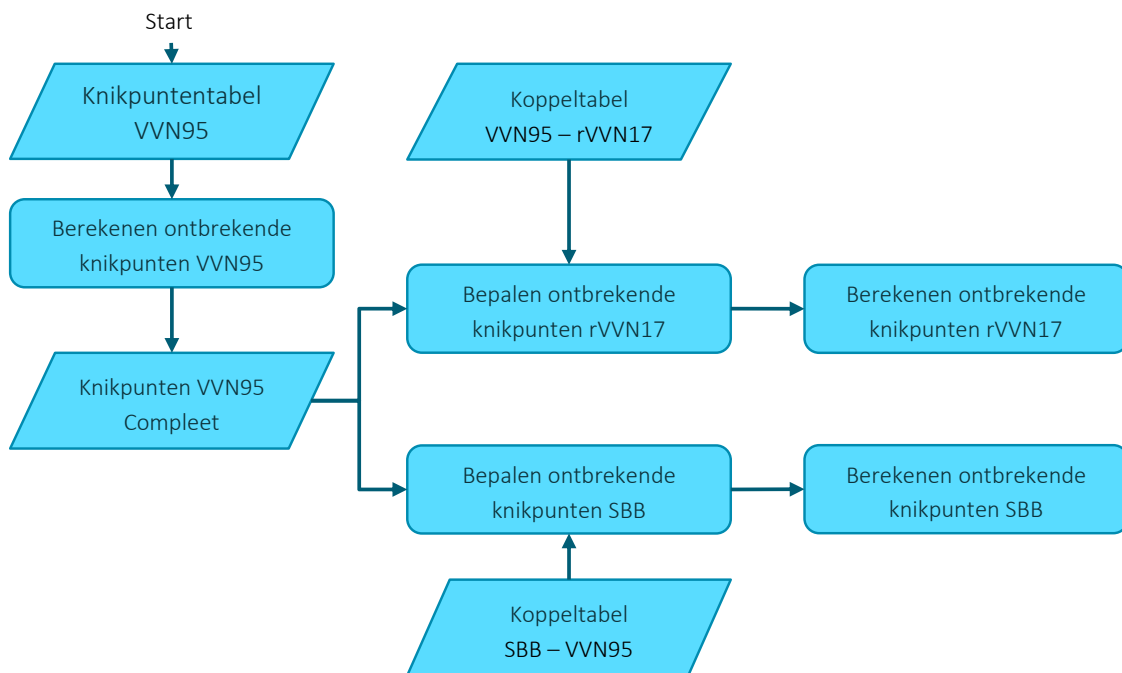 Start
Knikpuntentabel
VVN95
Berekenen ontbrekende
knikpunten VVN95
Knikpunten VVN95
Compleet
Koppeltabel
VVN95 – rVVN17
Bepalen ontbrekende
knikpunten rVVN17
Berekenen ontbrekende
knikpunten rVVN17
Bepalen ontbrekende
knikpunten SBB
Berekenen ontbrekende
knikpunten SBB
Koppeltabel
SBB – VVN95